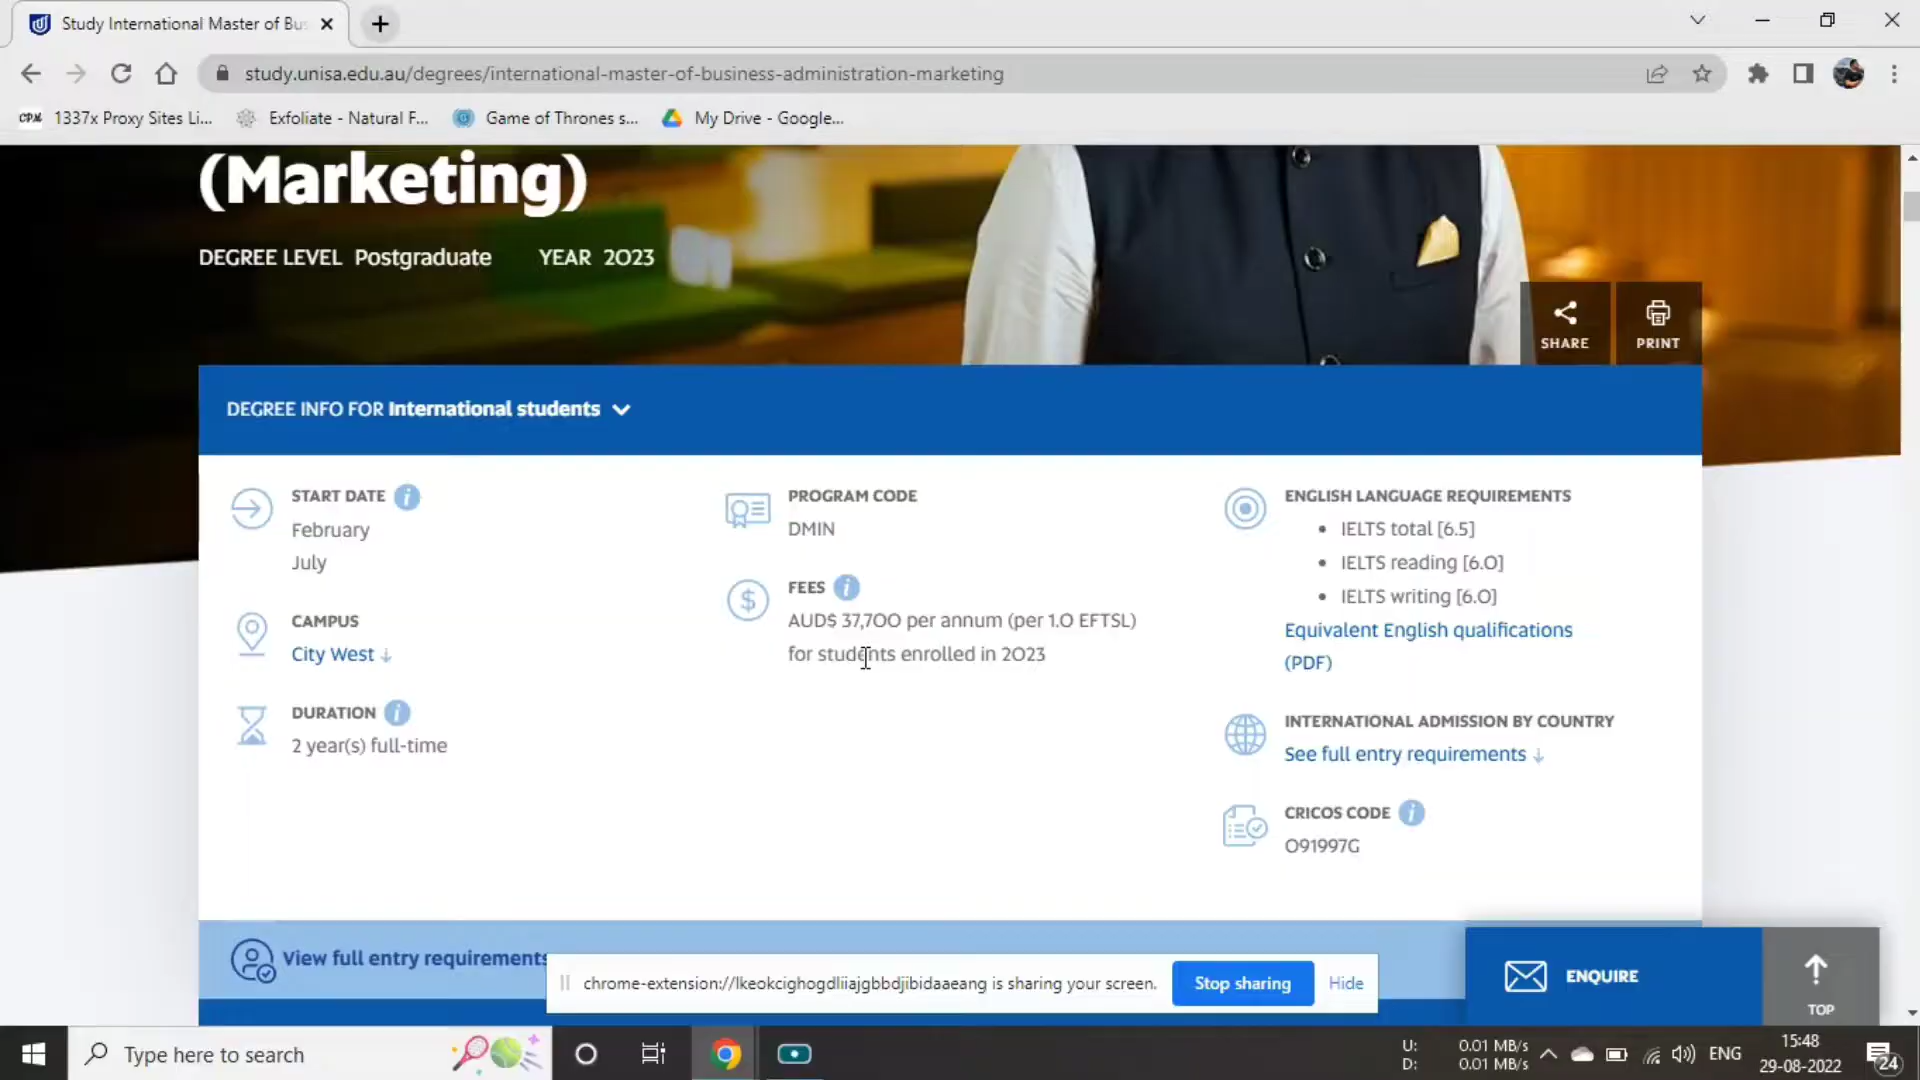 Study International Master of Bu
study.unisa.edu.au/degrees/international-master-of-business-administration-marketing
1337x Proxy Sites Li...
Exfoliate - Natural F...
Game of Thrones s...
My Drive - Google...
(Marketing)
DEGREE LEVEL Postgraduate YEAR 2023
SHARE
PRINT
DEGREE INFO FOR International students
START DATE
February
July
CAMPUS
City West
DURATION
2 year(s) full-time
PROGRAM CODE
DMIN
FEES
AUD$ 37,700 per annum (per 1.0 EFTSL)
for students enrolled in 2023
ENGLISH LANGUAGE REQUIREMENTS
• IELTS total [6.5]
• IELTS reading [6.0]
• IELTS writing [6.0]
Equivalent English qualifications
(PDF)
INTERNATIONAL ADMISSION BY COUNTRY
See full entry requirements
CRICOS CODE
091997G
View full entry requirements
chrome-extension://lkeokcighogdliiajgbbdjibidaaeang is sharing your screen.
Stop sharing
Hide
ENQUIRE
TOP
Type here to search
U: 0.01 MB/s
D: 0.01 MB/s
ENG
15:48
29-08-2022
24